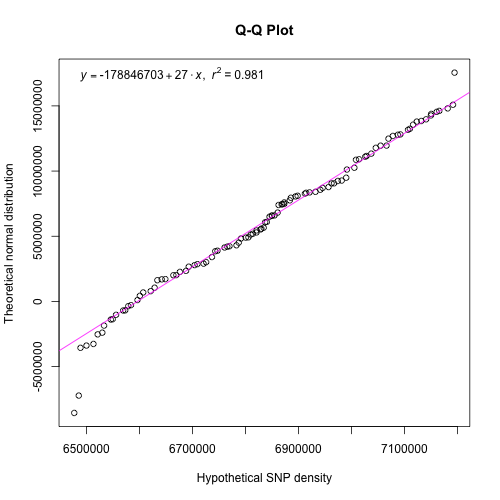 Q-Q Plot
y = -178846703 + 27 · x, r² = 0.981
15000000
10000000
5000000
0
-5000000
Theoretical normal distribution
6500000 6700000 6900000 7100000
Hypothetical SNP density